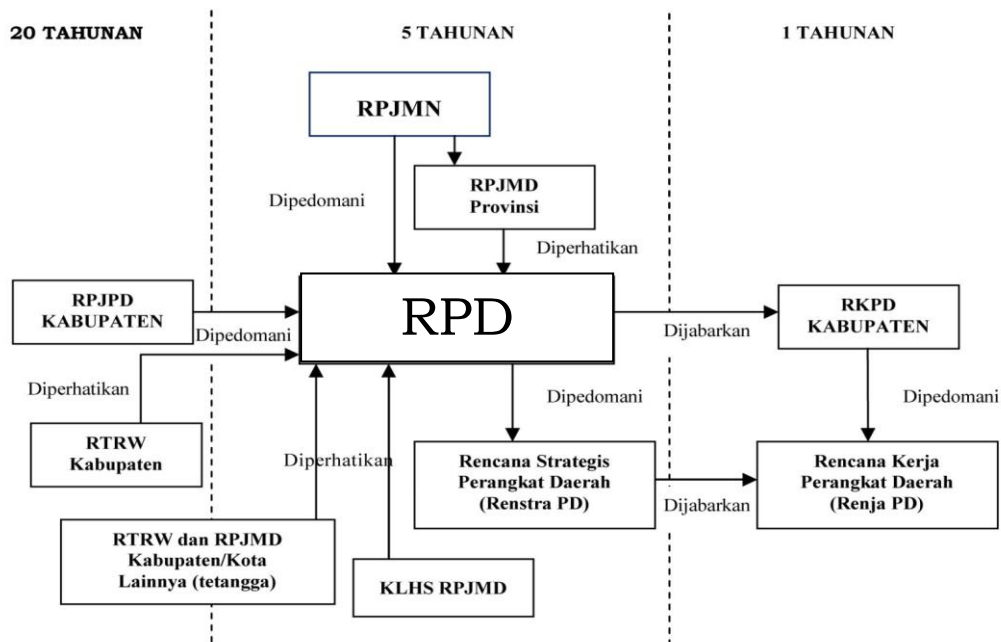 20 TAHUNAN
5 TAHUNAN
1 TAHUNAN
RPJMN
Dipedomani
RPJMD
Provinsi
Diperhatikan
RPJPD
KABUPATEN
Dipedomani
RPD
Dijabarkan
RKPD
KABUPATEN
Diperhatikan
Dipedomani
Dipedomani
RTRW
Kabupaten
Diperhatikan
Rencana Strategis
Perangkat Daerah
(Renstra PD)
Dijabarkan
Rencana Kerja
Perangkat Daerah
(Renja PD)
RTRW dan RPJMD
Kabupaten/Kota
Lainnya (tetangga)
KLHS RPJMD